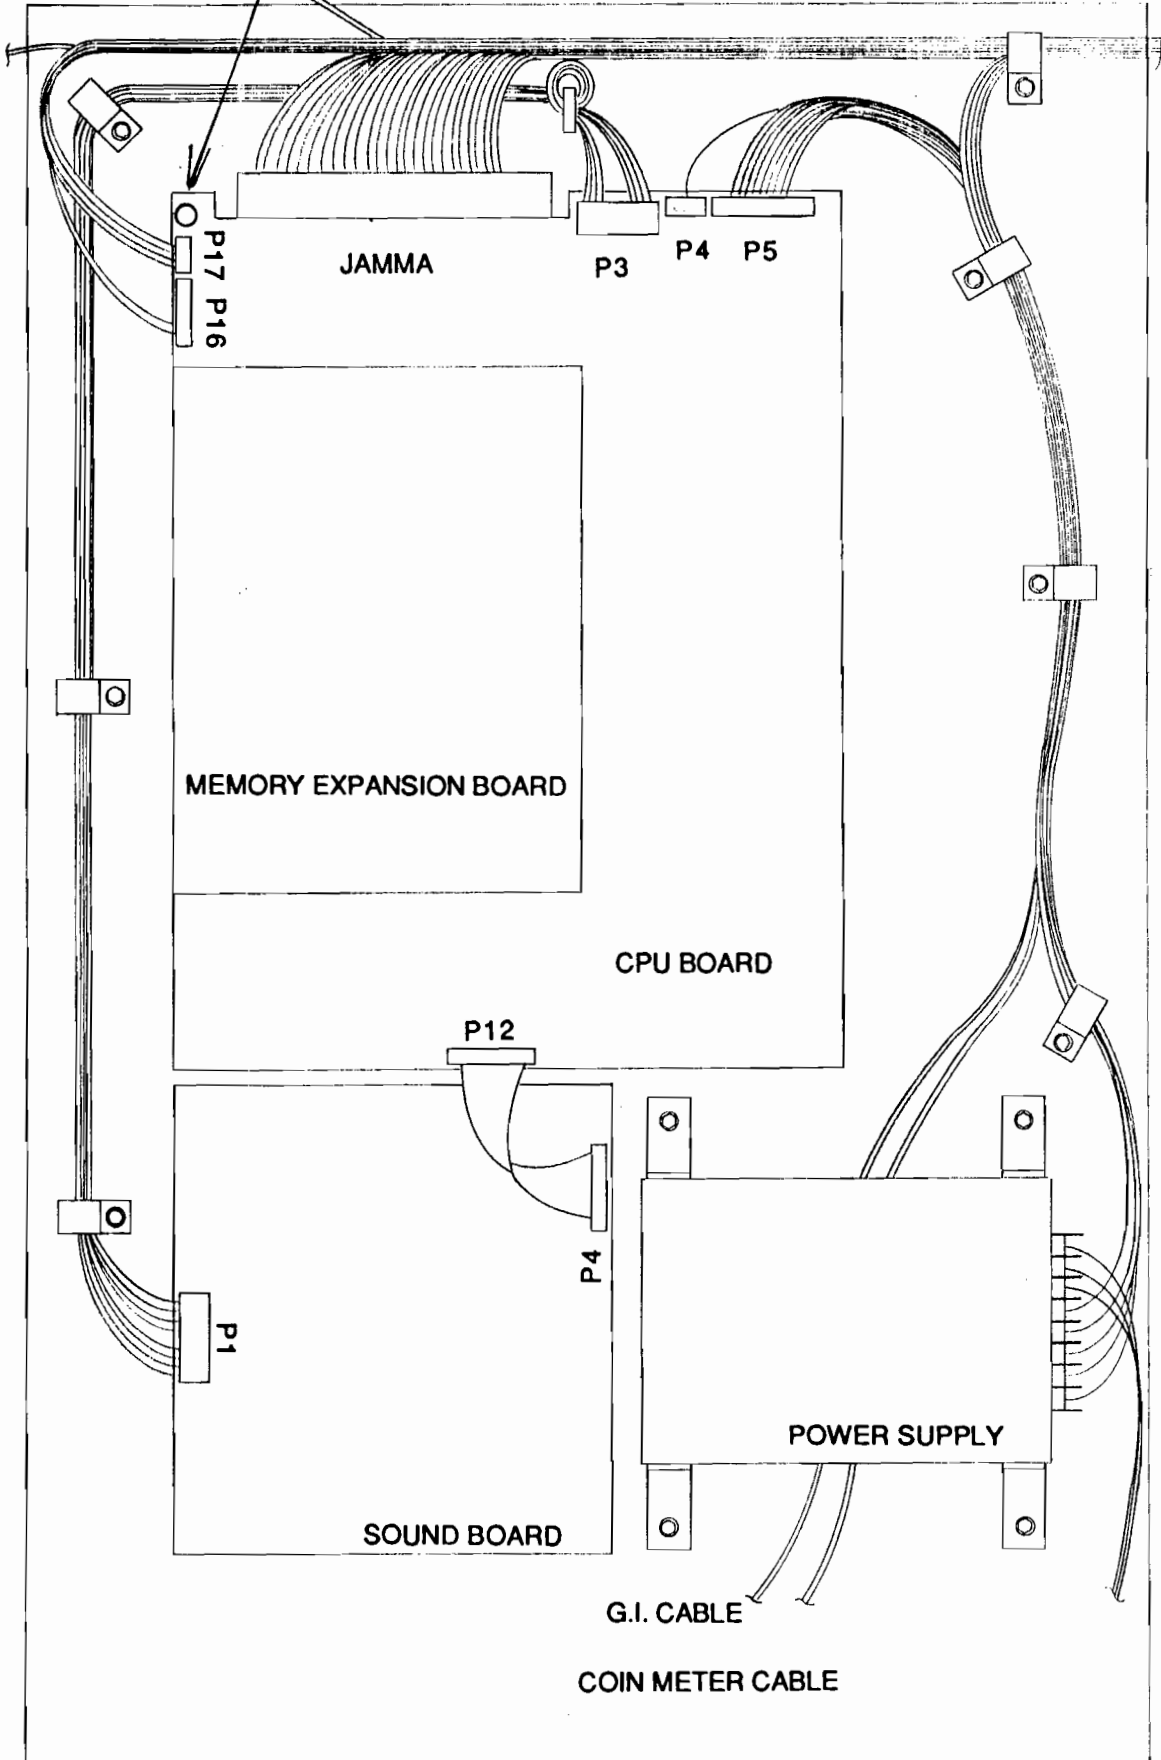 P17
JAMMA
P3
P4
P5
P16
MEMORY EXPANSION BOARD
CPU BOARD
P12
P4
P1
POWER SUPPLY
SOUND BOARD
G.I. CABLE
COIN METER CABLE